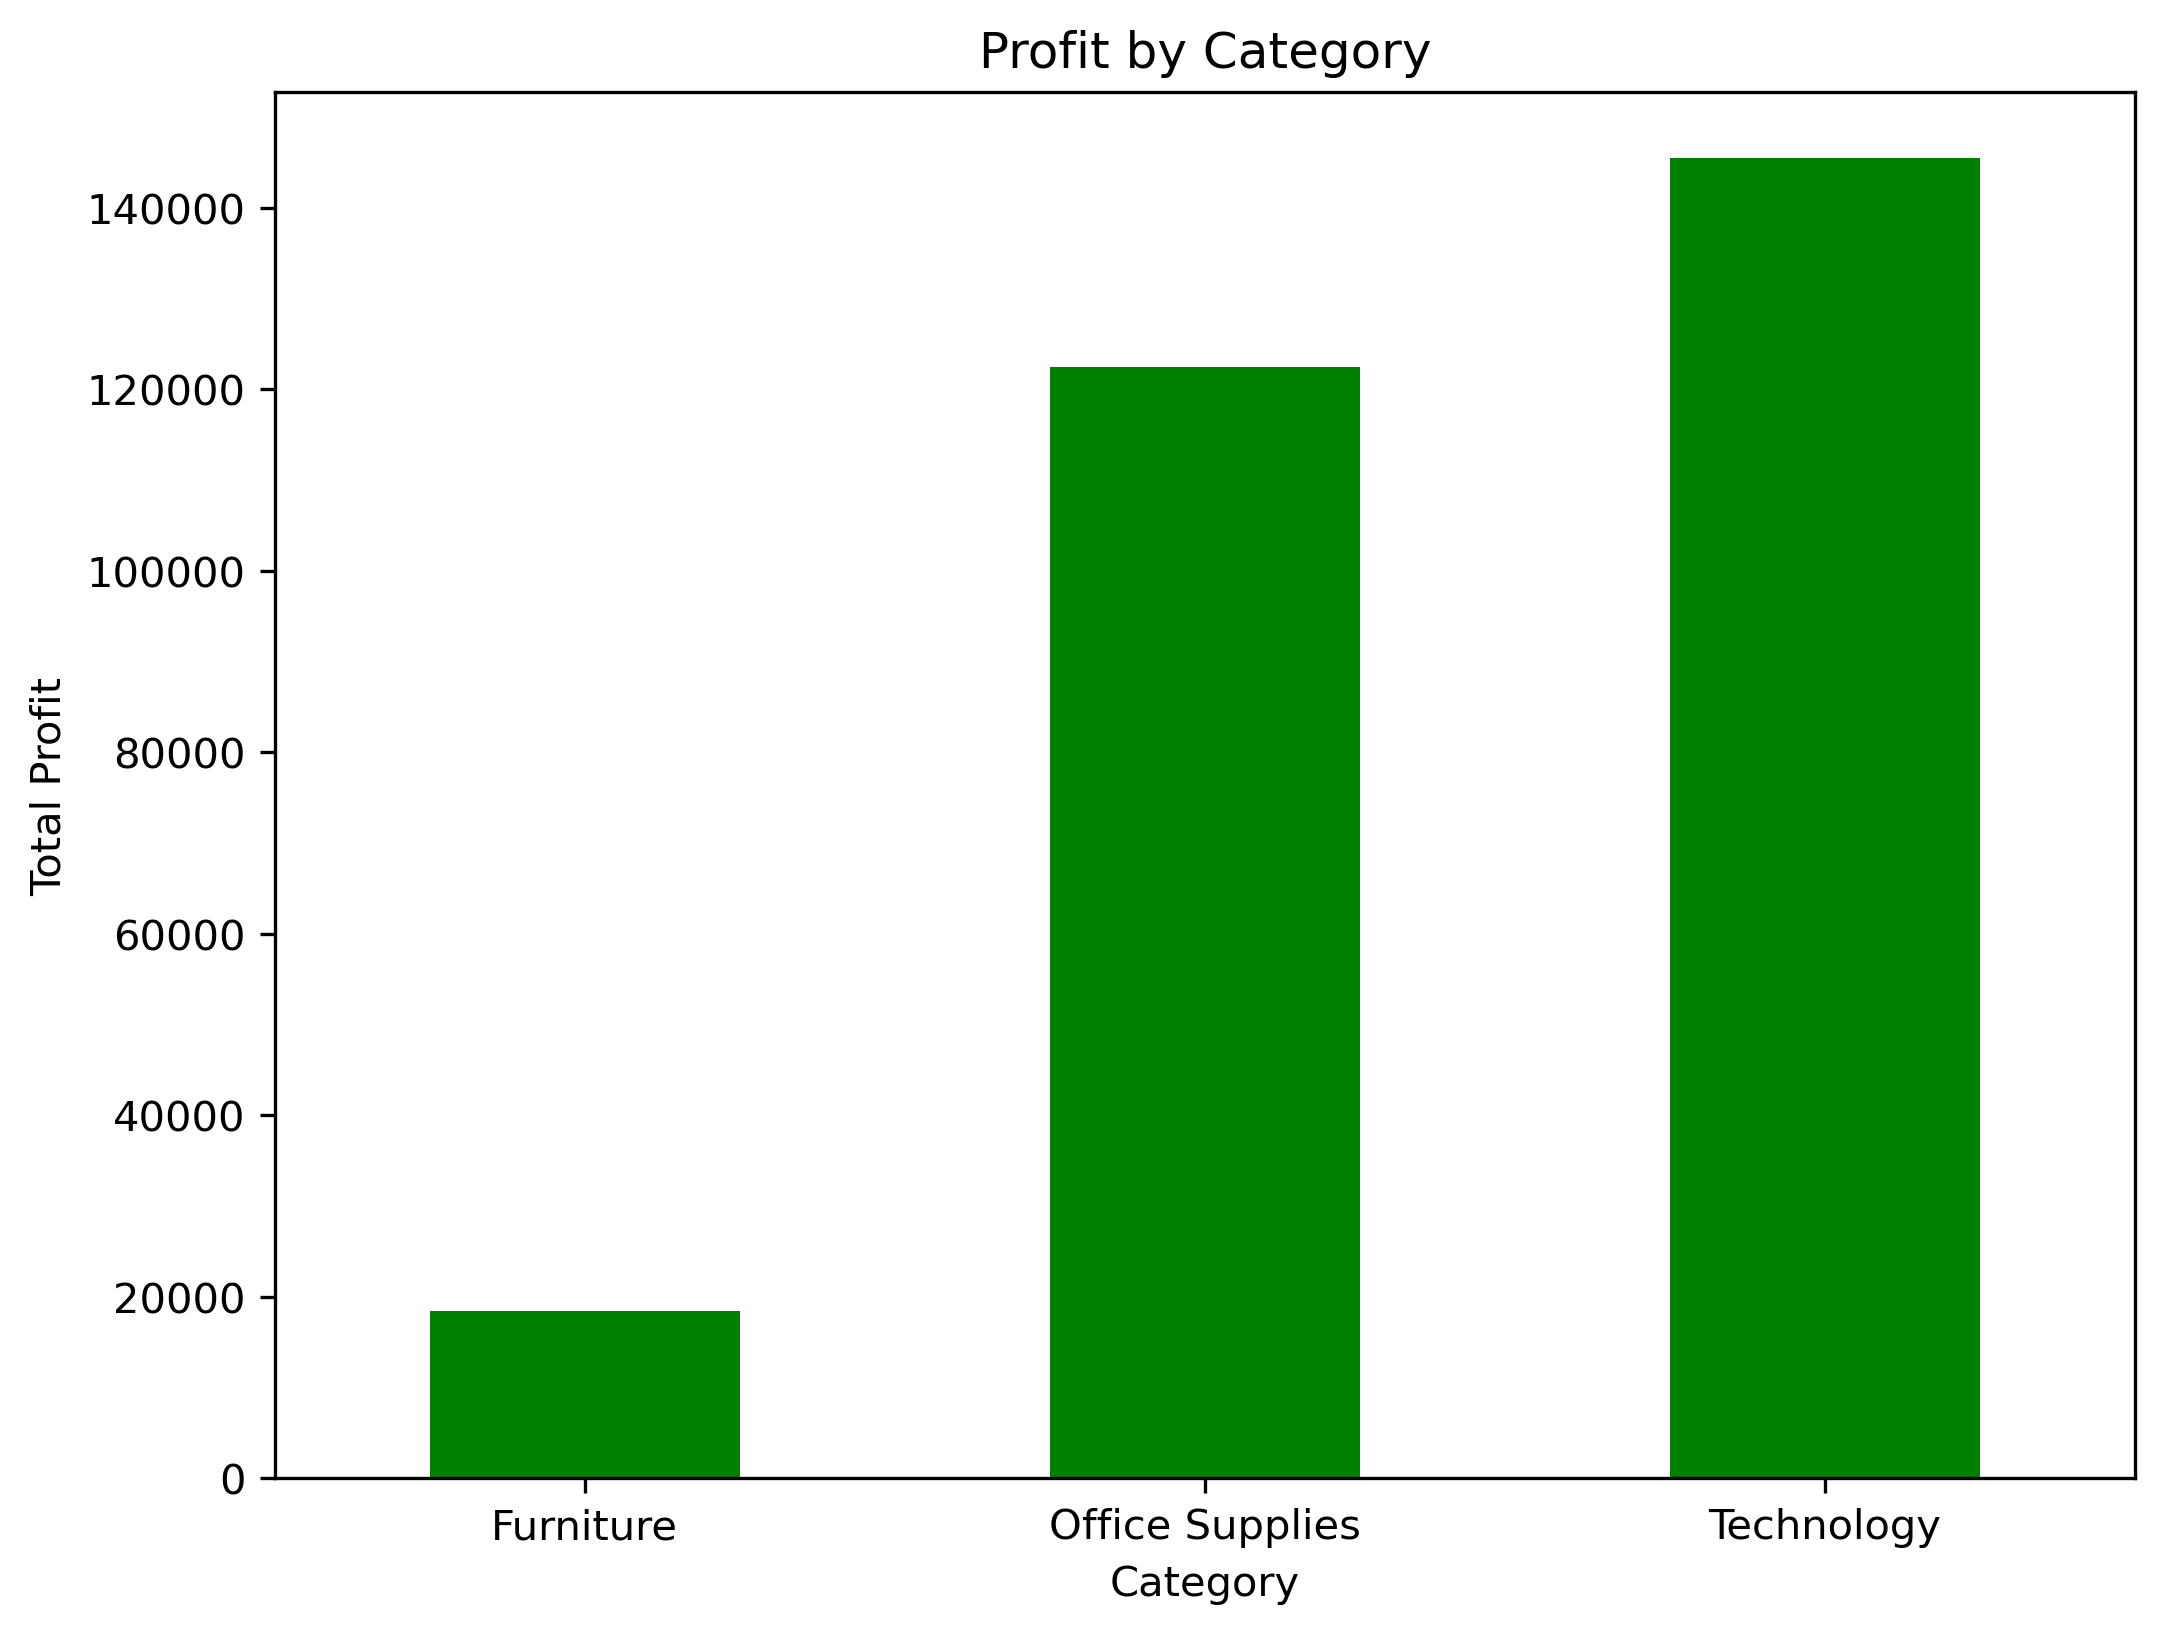 Profit by Category
Total Profit
140000
120000
100000
80000
60000
40000
20000
0
Furniture
Office Supplies
Technology
Category